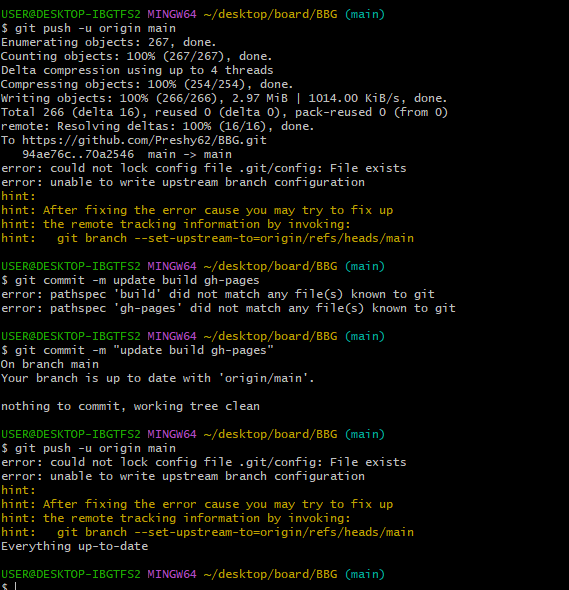 USER@DESKTOP-IBGTFS2 MINGW64 ~/desktop/board/BBG (main)
$ git push -u origin main
Enumerating objects: 267, done.
Counting objects: 100% (267/267), done.
Delta compression using up to 4 threads
Compressing objects: 100% (254/254), done.
Writing objects: 100% (266/266), 2.97 MiB | 1014.00 KiB/s, done.
Total 266 (delta 16), reused 0 (delta 0), pack-reused 0 (from 0)
remote: Resolving deltas: 100% (16/16), done.
To https://github.com/Preshy62/BBG.git
   94ae76c..70a2546  main -> main
error: could not lock config file .git/config: File exists
error: unable to write upstream branch configuration
hint:
hint: After fixing the error cause you may try to fix up
hint: the remote tracking information by invoking:
hint:   git branch --set-upstream-to=origin/refs/heads/main
USER@DESKTOP-IBGTFS2 MINGW64 ~/desktop/board/BBG (main)
$ git commit -m update build gh-pages
error: pathspec 'build' did not match any file(s) known to git
error: pathspec 'gh-pages' did not match any file(s) known to git
USER@DESKTOP-IBGTFS2 MINGW64 ~/desktop/board/BBG (main)
$ git commit -m "update build gh-pages"
On branch main
Your branch is up to date with 'origin/main'.
nothing to commit, working tree clean
USER@DESKTOP-IBGTFS2 MINGW64 ~/desktop/board/BBG (main)
$ git push -u origin main
error: could not lock config file .git/config: File exists
error: unable to write upstream branch configuration
hint:
hint: After fixing the error cause you may try to fix up
hint: the remote tracking information by invoking:
hint:   git branch --set-upstream-to=origin/refs/heads/main
Everything up-to-date
USER@DESKTOP-IBGTFS2 MINGW64 ~/desktop/board/BBG (main)
$